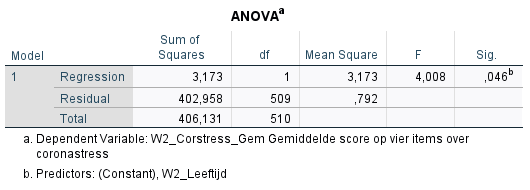 ANOVAa
Model Sum of Squares df Mean Square F Sig.
1 Regression 3,173 1 3,173 4,008 ,046b
Residual 402,958 509 ,792
Total 406,131 510
a. Dependent Variable: W2_Corstress_Gem Gemiddelde score op vier items over
coronastress
b. Predictors: (Constant), W2_Leeftijd